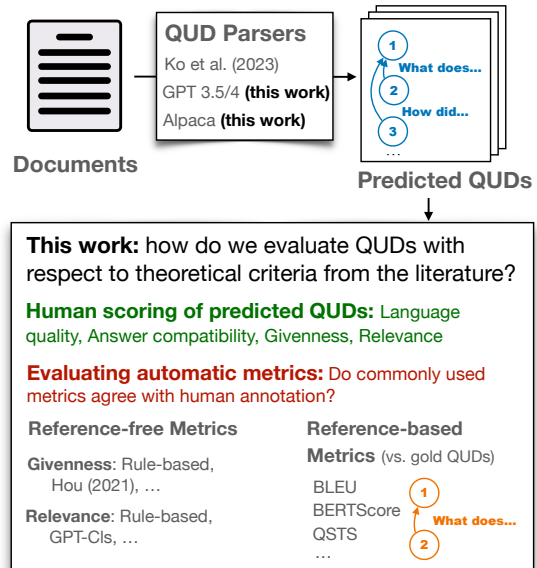 QUD Parsers
Ko et al. (2023)
GPT 3.5/4 (this work)
Alpaca (this work)
Documents
1
What does...
2
How did...
3
...
Predicted QUDs
This work: how do we evaluate QUDs with
respect to theoretical criteria from the literature?
Human scoring of predicted QUDs: Language
quality, Answer compatibility, Givenness, Relevance
Evaluating automatic metrics: Do commonly used
metrics agree with human annotation?
Reference-free Metrics
Givenness: Rule-based,
Hou (2021), ...
Relevance: Rule-based,
GPT-Cls, ...
Reference-based
Metrics (vs. gold QUDs)
BLEU
BERTScore
QSTS
...
1
What does...
2